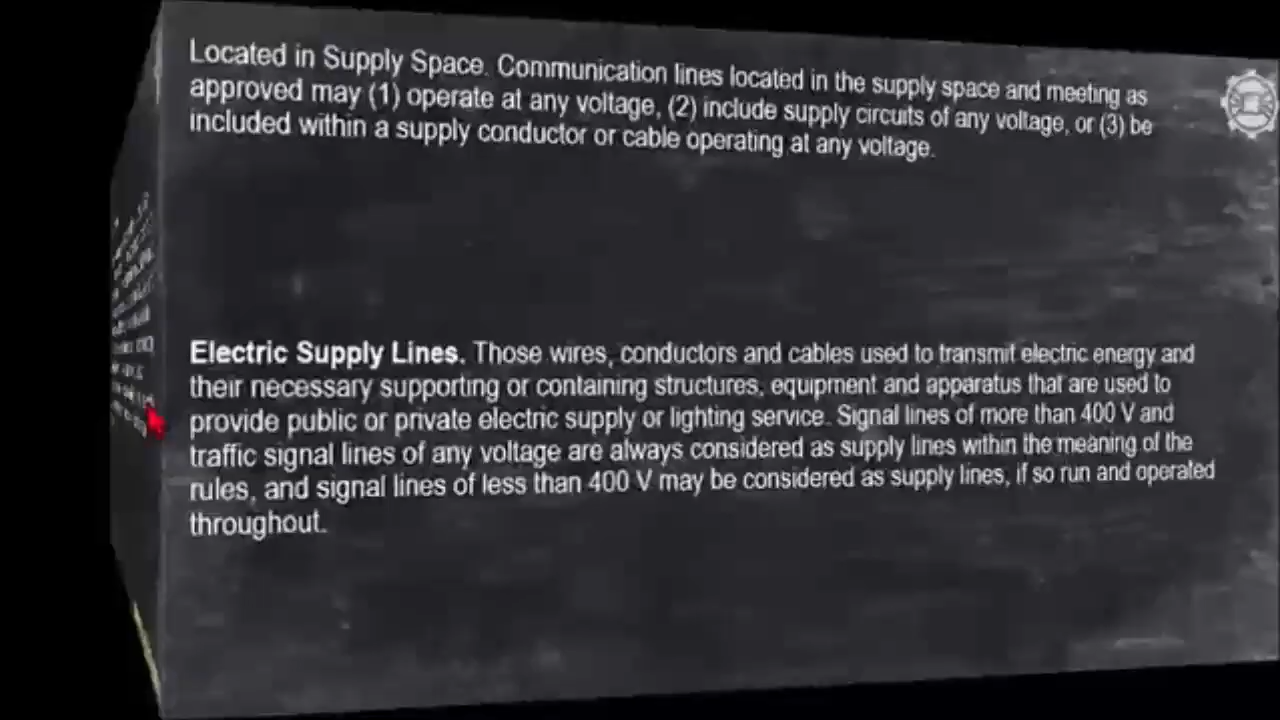 Located in Supply Space. Communication lines located in the supply space and meeting as
approved may (1) operate at any voltage, (2) include supply circuits of any voltage, or (3) be
included within a supply conductor or cable operating at any voltage.
Electric Supply Lines. Those wires, conductors and cables used to transmit electric energy and
their necessary supporting or containing structures, equipment and apparatus that are used to
provide public or private electric supply or lighting service. Signal lines of more than 400 V and
traffic signal lines of any voltage are always considered as supply lines within the meaning of the
rules, and signal lines of less than 400 V may be considered as supply lines, if so run and operated
throughout.